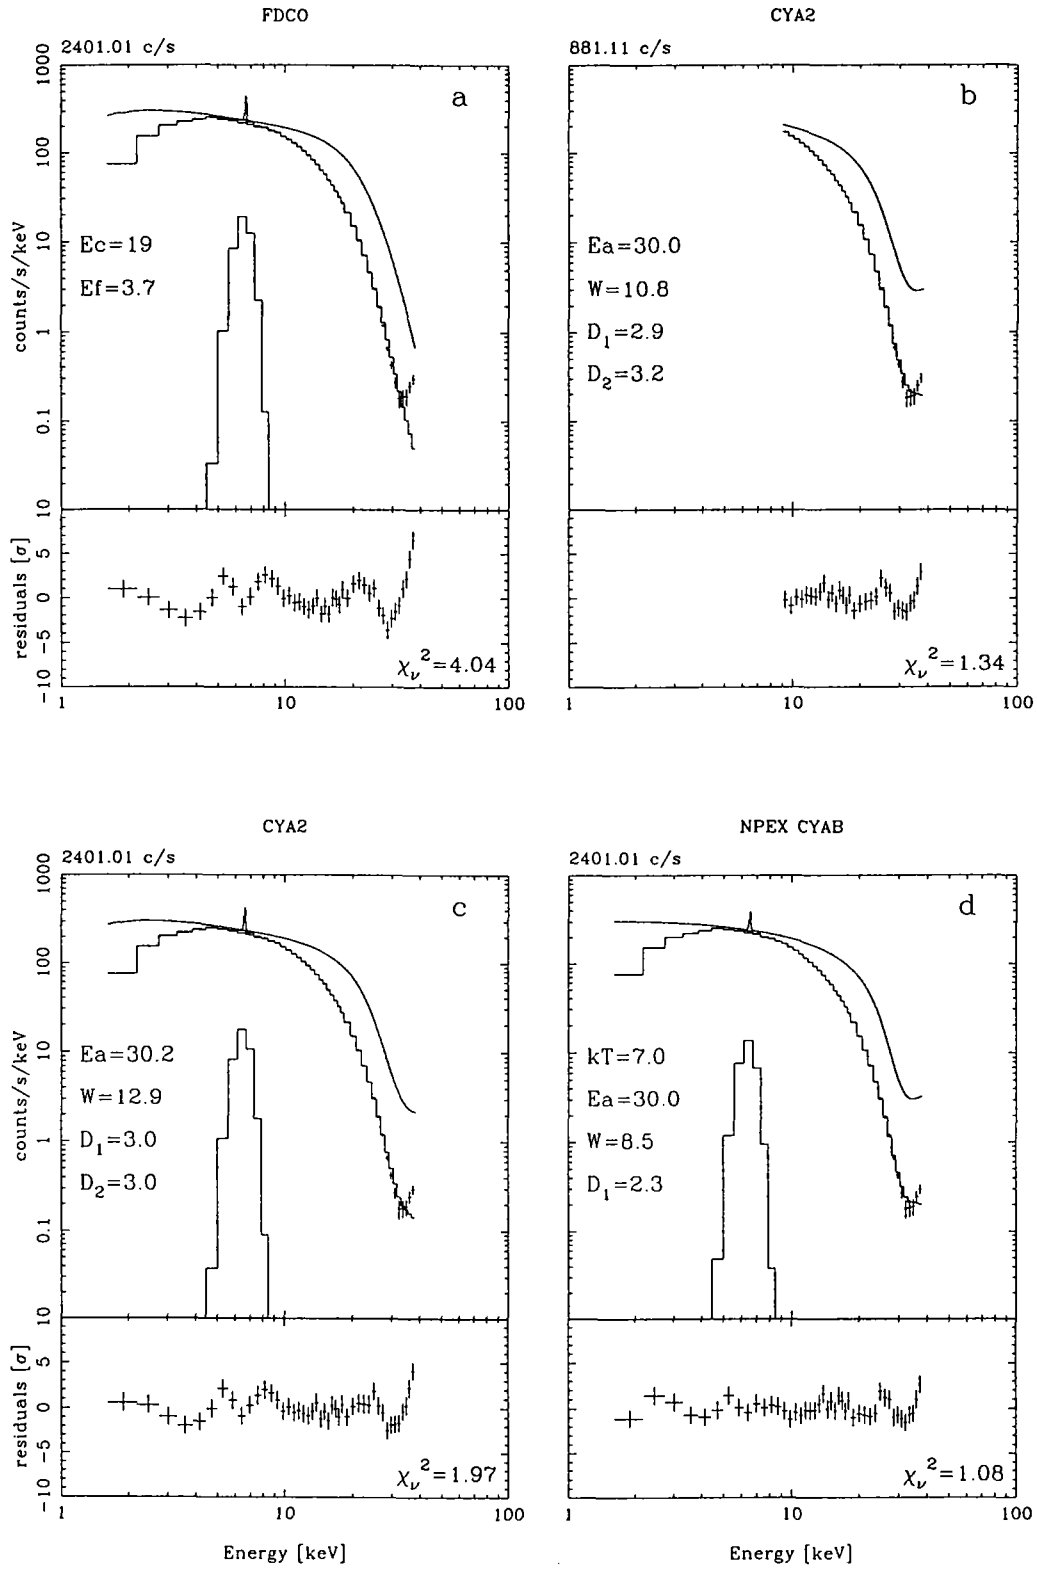 FDCO
2401.01 c/s
a
1000
100
10
1
0.1
counts/s/keV
Ec=19
Ef=3.7
10
5
0
−5
−10
residuals [σ]
χν²=4.04
1
10
100
CYA2
881.11 c/s
b
Ea=30.0
W=10.8
D₁=2.9
D₂=3.2
χν²=1.34
1
10
100
CYA2
2401.01 c/s
c
1000
100
10
1
0.1
counts/s/keV
Ea=30.2
W=12.9
D₁=3.0
D₂=3.0
10
5
0
−5
−10
residuals [σ]
χν²=1.97
1
10
100
Energy [keV]
NPEX CYAB
2401.01 c/s
d
kT=7.0
Ea=30.0
W=8.5
D₁=2.3
χν²=1.08
1
10
100
Energy [keV]